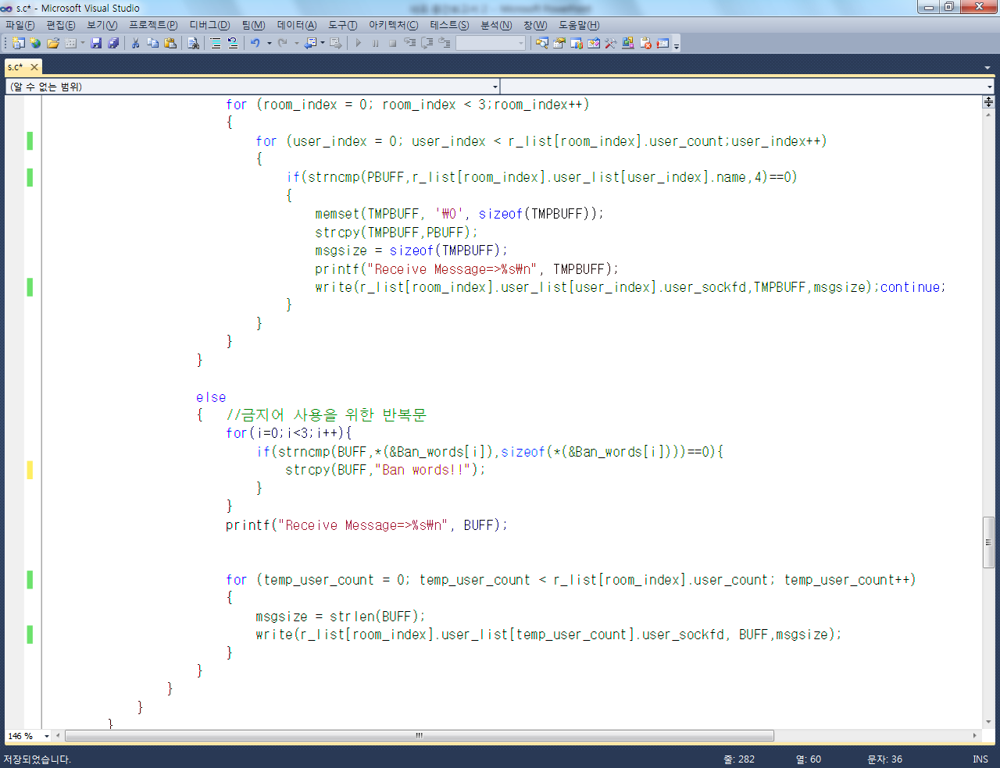 s.c* - Microsoft Visual Studio
파일(F) 편집(E) 보기(V) 프로젝트(P) 디버그(D) 팀(M) 데이터(A) 도구(T) 아키텍처(C) 테스트(S) 분석(N) 창(W) 도움말(H)
s.c*
(알 수 없는 범위)
for (room_index = 0; room_index < 3;room_index++)
{
for (user_index = 0; user_index < r_list[room_index].user_count;user_index++)
{
if(strncmp(PBUFF,r_list[room_index].user_list[user_index].name,4)==0)
{
memset(TMPBUFF, '₩0', sizeof(TMPBUFF));
strcpy(TMPBUFF,PBUFF);
msgsize = sizeof(TMPBUFF);
printf("Receive Message=>%s₩n", TMPBUFF);
write(r_list[room_index].user_list[user_index].user_sockfd,TMPBUFF,msgsize);continue;
}
}
}
}
else
{ //금지어 사용을 위한 반복문
for(i=0;i<3;i++){
if(strncmp(BUFF,*(&Ban_words[i]),sizeof(*(&Ban_words[i])))==0){
strcpy(BUFF,"Ban words!!");
}
}
printf("Receive Message=>%s₩n", BUFF);
for (temp_user_count = 0; temp_user_count < r_list[room_index].user_count; temp_user_count++)
{
msgsize = strlen(BUFF);
write(r_list[room_index].user_list[temp_user_count].user_sockfd, BUFF,msgsize);
}
}
}
}
}
146 %
저장되었습니다. 줄: 282 열: 60 문자: 36 INS